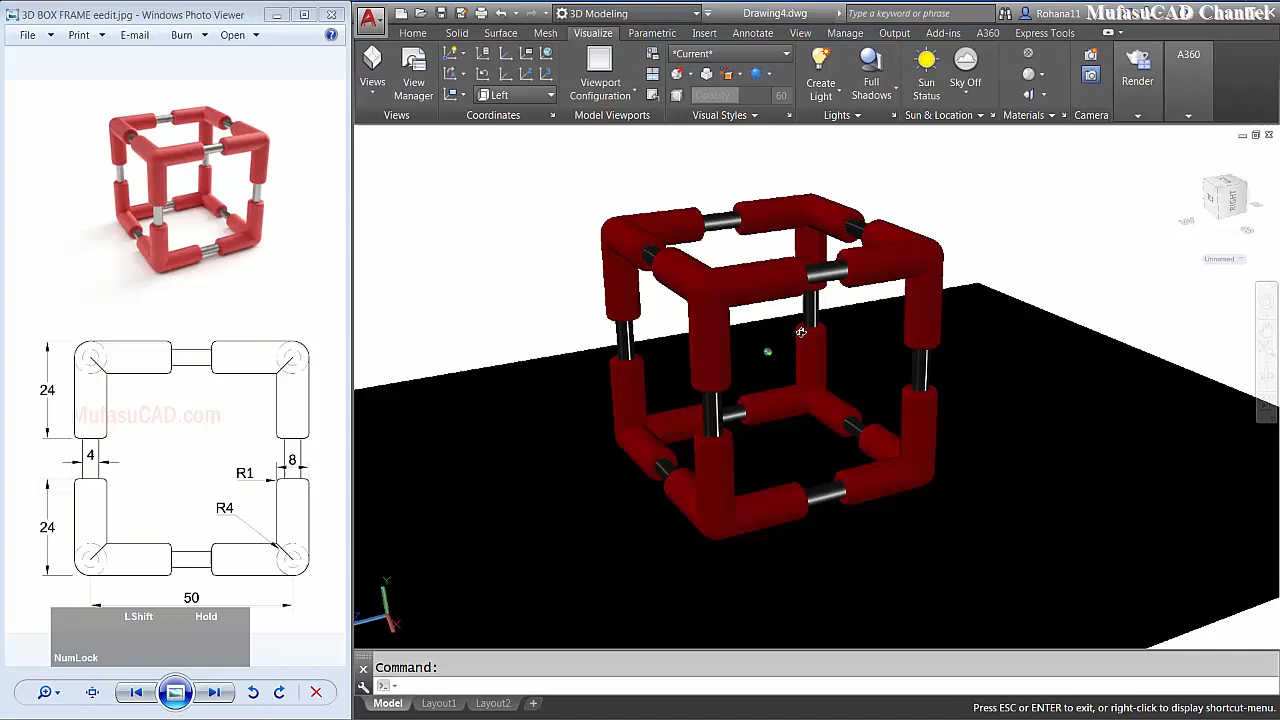 3D BOX FRAME eedit.jpg - Windows Photo Viewer
File Print E-mail Burn Open
24
MufasuCAD.com
4
8
R1
R4
24
50
LShift Hold
NumLock
3D Modeling
Drawing4.dwg
Type a keyword or phrase
Rohana11
MufasuCAD Channel
Home Solid Surface Mesh Visualize Parametric Insert Annotate View Manage Output Add-ins A360 Express Tools
Views
View
Manager
Left
Viewport
Configuration
*Current*
Opacity 60
Create
Light
Full
Shadows
Sun
Status
Sky Off
Render
A360
Views Coordinates Model Viewports Visual Styles Lights Sun & Location Materials Camera
RIGHT
Unnamed
Y
X
Command:
Model Layout1 Layout2
Press ESC or ENTER to exit, or right-click to display shortcut-menu.